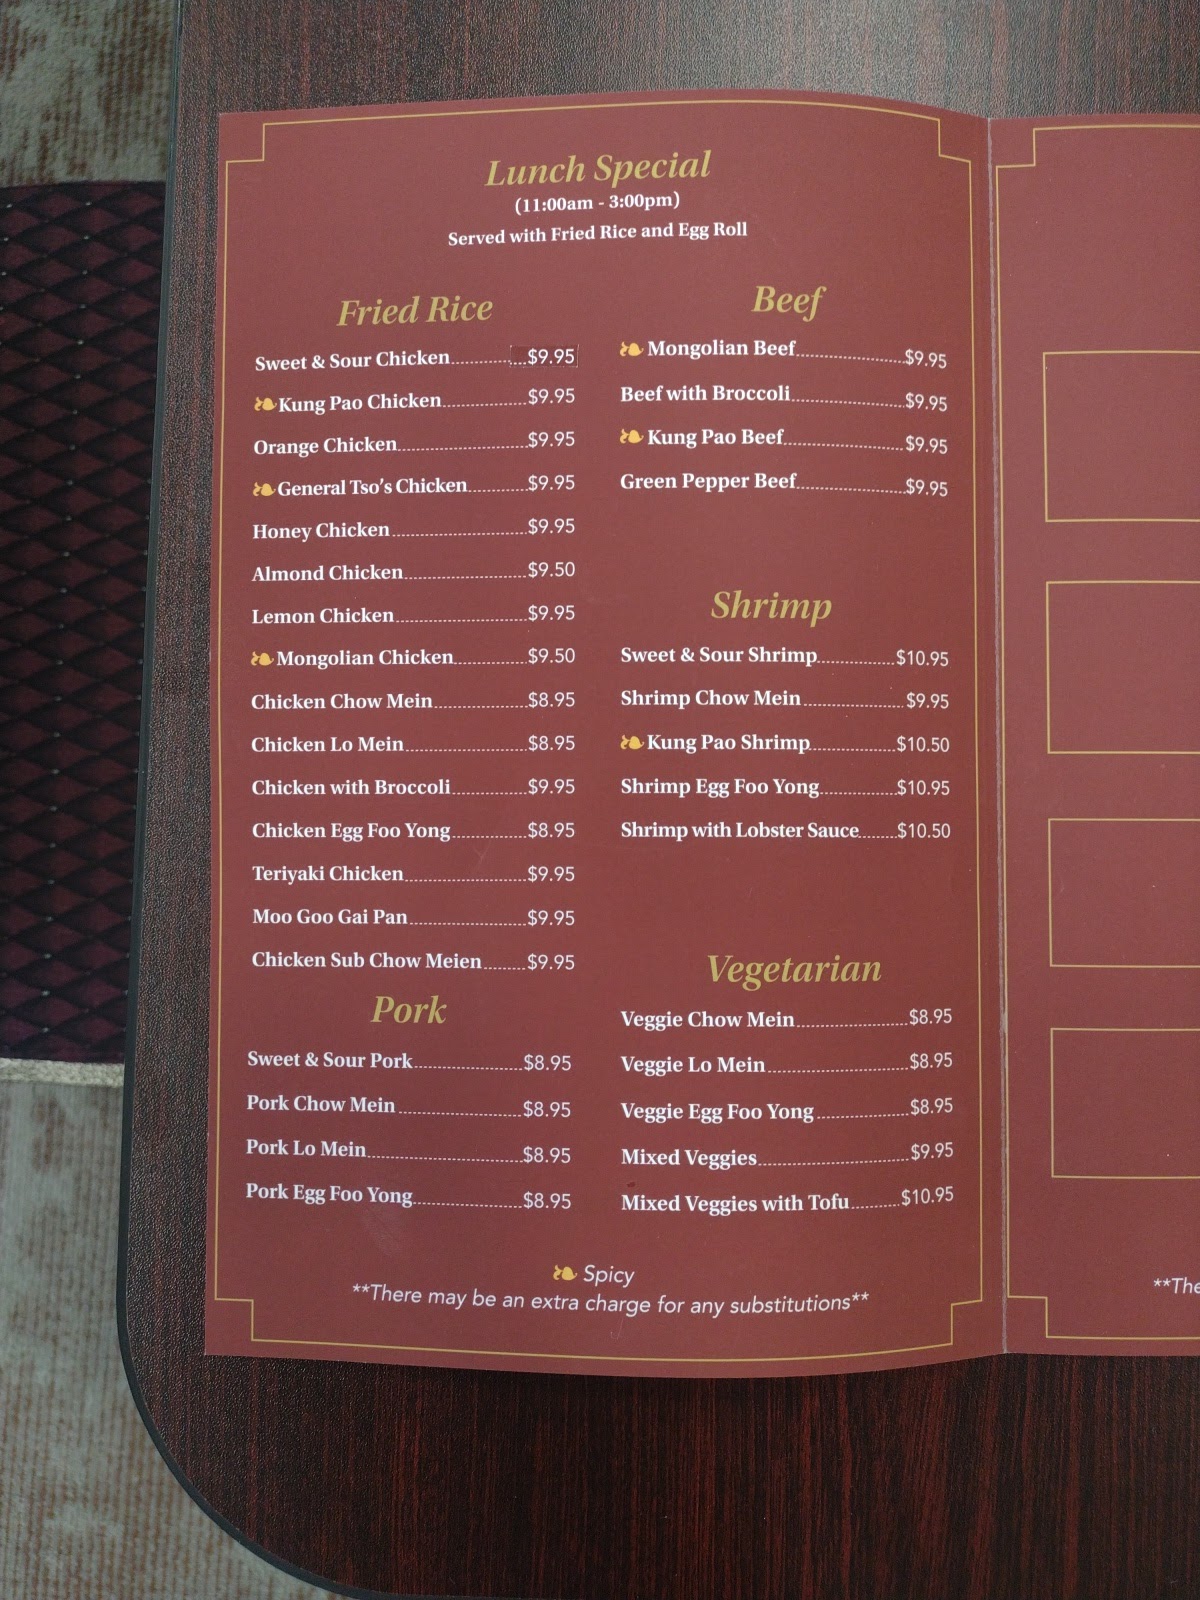 Lunch Special
(11:00am - 3:00pm)
Served with Fried Rice and Egg Roll
Fried Rice
Sweet & Sour Chicken $9.95
Kung Pao Chicken $9.95
Orange Chicken $9.95
General Tso's Chicken $9.95
Honey Chicken $9.95
Almond Chicken $9.50
Lemon Chicken $9.95
Mongolian Chicken $9.50
Chicken Chow Mein $8.95
Chicken Lo Mein $8.95
Chicken with Broccoli $9.95
Chicken Egg Foo Yong $8.95
Teriyaki Chicken $9.95
Moo Goo Gai Pan $9.95
Chicken Sub Chow Meien $9.95
Pork
Sweet & Sour Pork $8.95
Pork Chow Mein $8.95
Pork Lo Mein $8.95
Pork Egg Foo Yong $8.95
Beef
Mongolian Beef $9.95
Beef with Broccoli $9.95
Kung Pao Beef $9.95
Green Pepper Beef $9.95
Shrimp
Sweet & Sour Shrimp $10.95
Shrimp Chow Mein $9.95
Kung Pao Shrimp $10.50
Shrimp Egg Foo Yong $10.95
Shrimp with Lobster Sauce $10.50
Vegetarian
Veggie Chow Mein $8.95
Veggie Lo Mein $8.95
Veggie Egg Foo Yong $8.95
Mixed Veggies $9.95
Mixed Veggies with Tofu $10.95
Spicy
**There may be an extra charge for any substitutions**
**The